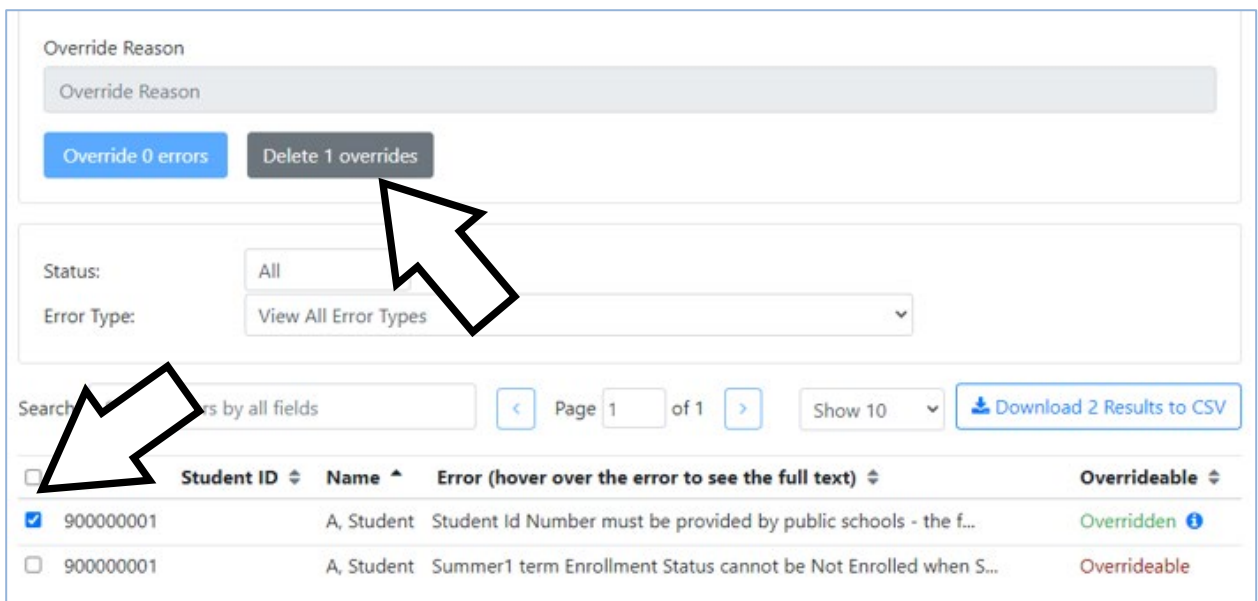 Override Reason
Override Reason
Override 0 errors Delete 1 overrides
Status: All
Error Type: View All Error Types
Search by all fields Page 1 of 1 Show 10 Download 2 Results to CSV
Student ID Name Error (hover over the error to see the full text) Overrideable
900000001 A, Student Student Id Number must be provided by public schools - the f... Overridden
900000001 A, Student Summer1 term Enrollment Status cannot be Not Enrolled when S... Overrideable